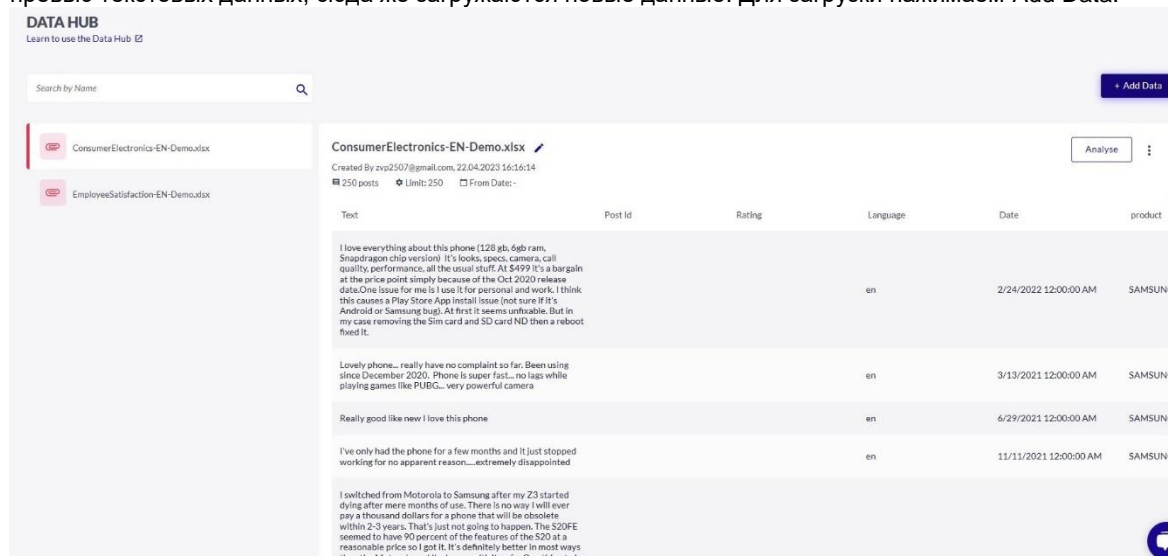 DATA HUB
Learn to use the Data Hub
Search by Name
+ Add Data
ConsumerElectronics-EN-Demo.xlsx
EmployeeSatisfaction-EN-Demo.xlsx
ConsumerElectronics-EN-Demo.xlsx
Analyse
Created By zvp2507@gmail.com, 22.04.2023 16:16:14
250 posts Limit: 250 From Date: -
Text Post Id Rating Language Date product
I love everything about this phone (128 gb, 6gb ram,
Snapdragon chip version) It's looks, specs, camera, call
quality, performance, all the usual stuff. At $499 it's a bargain
at the price point simply because of the Oct 2020 release
date.One issue for me is I use it for personal and work. I think
this causes a Play Store App install issue (not sure if it's
Android or Samsung bug). At first it seems unfixable. But in
my case removing the Sim card and SD card ND then a reboot
fixed it.
en 2/24/2022 12:00:00 AM SAMSUN
Lovely phone... really have no complaint so far. Been using
since December 2020. Phone is super fast... no lags while
playing games like PUBG... very powerful camera
en 3/13/2021 12:00:00 AM SAMSUN
Really good like new I love this phone
en 6/29/2021 12:00:00 AM SAMSUN
I've only had the phone for a few months and it just stopped
working for no apparent reason.....extremely disappointed
en 11/11/2021 12:00:00 AM SAMSUN
I switched from Motorola to Samsung after my Z3 started
dying after mere months of use. There is no way I will ever
pay a thousand dollars for a phone that will be obsolete
within 2-3 years. That's just not going to happen. The S20FE
seemed to have 90 percent of the features of the S20 at a
reasonable price so I got it. It's definitely better in most ways